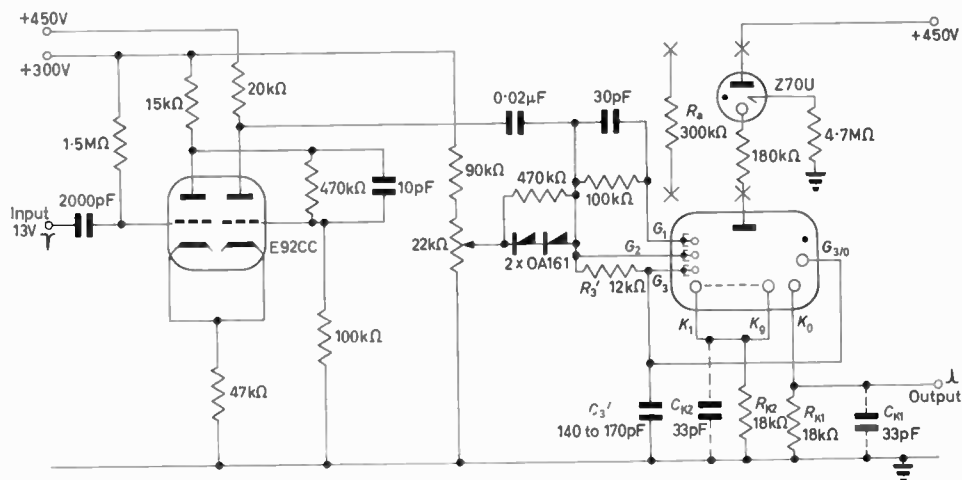 +450V
+300V
+450V
15kΩ
20kΩ
1·5MΩ
2000pF
Input
13V
470kΩ
10pF
E92CC
47kΩ
100kΩ
90kΩ
22kΩ
0·02μF
30pF
470kΩ
100kΩ
2 x OA161
R3′ 12kΩ
Ra
300kΩ
Z70U
180kΩ
4·7MΩ
G1
G2
G3
G3/0
K1
K9
K0
C3′
140 to 170pF
CK2
33pF
RK2
18kΩ
RK1
18kΩ
CK1
33pF
Output